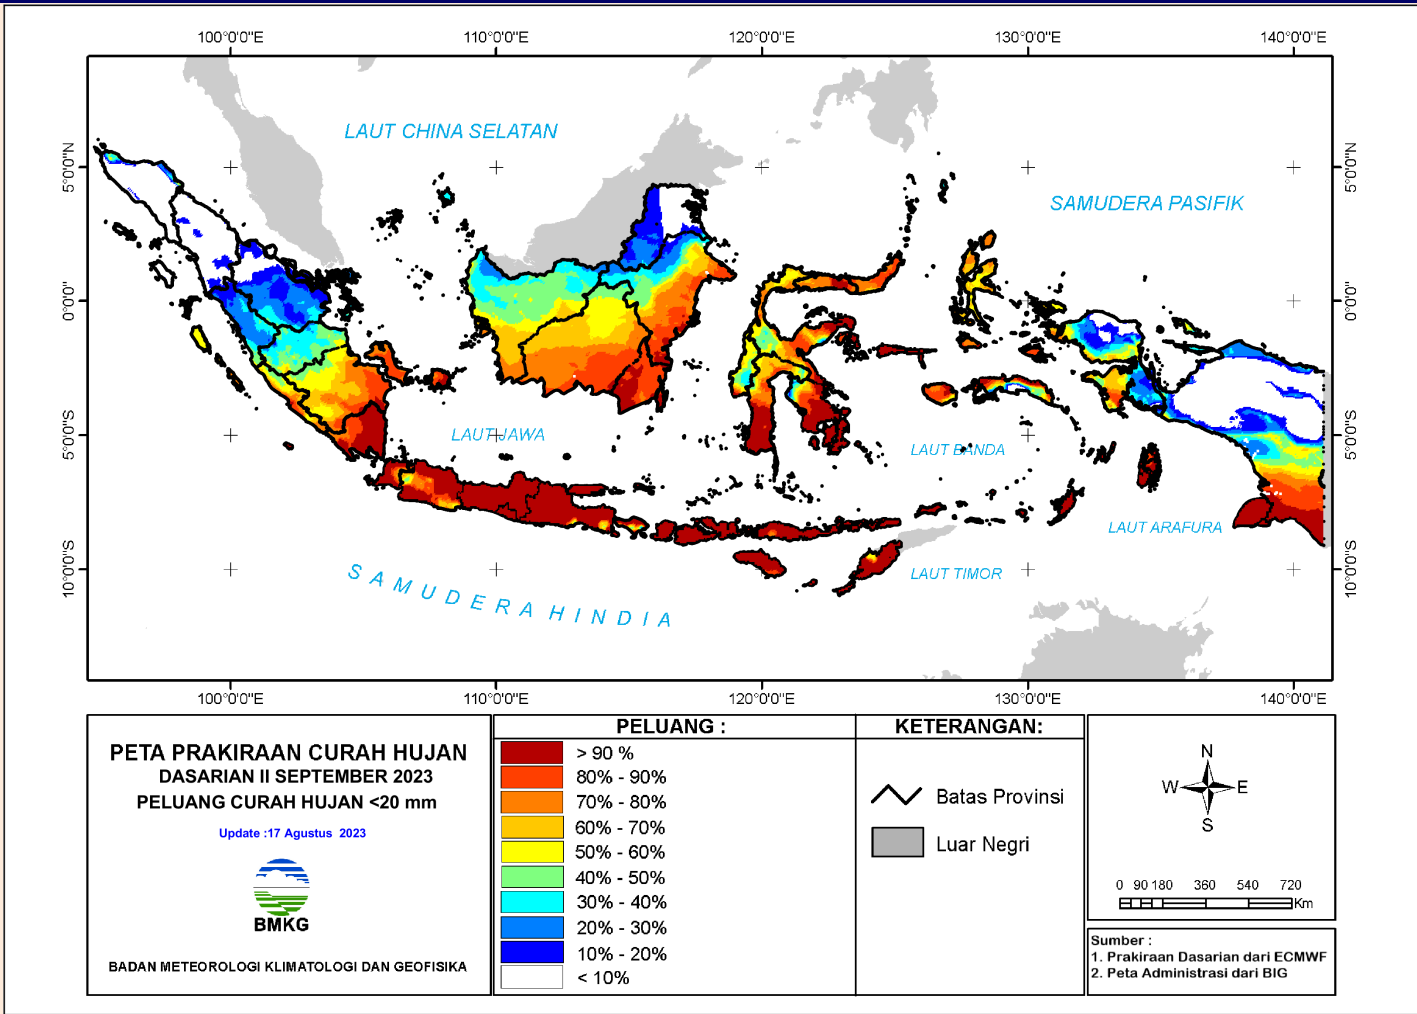 100°0'0"E 110°0'0"E 120°0'0"E 130°0'0"E 140°0'0"E
5°0'0"N
0°0'0"
5°0'0"S
10°0'0"S
LAUT CHINA SELATAN
SAMUDERA PASIFIK
LAUT JAWA
LAUT BANDA
LAUT ARAFURA
LAUT TIMOR
SAMUDERA HINDIA
5°0'0"N
0°0'0"
5°0'0"S
10°0'0"S
100°0'0"E 110°0'0"E 120°0'0"E 130°0'0"E 140°0'0"E
PETA PRAKIRAAN CURAH HUJAN
DASARIAN II SEPTEMBER 2023
PELUANG CURAH HUJAN <20 mm
Update :17 Agustus 2023
BMKG
BADAN METEOROLOGI KLIMATOLOGI DAN GEOFISIKA
PELUANG :
> 90 %
80% - 90%
70% - 80%
60% - 70%
50% - 60%
40% - 50%
30% - 40%
20% - 30%
10% - 20%
< 10%
KETERANGAN:
Batas Provinsi
Luar Negri
N
W E
S
0 90 180 360 540 720
Km
Sumber :
1. Prakiraan Dasarian dari ECMWF
2. Peta Administrasi dari BIG